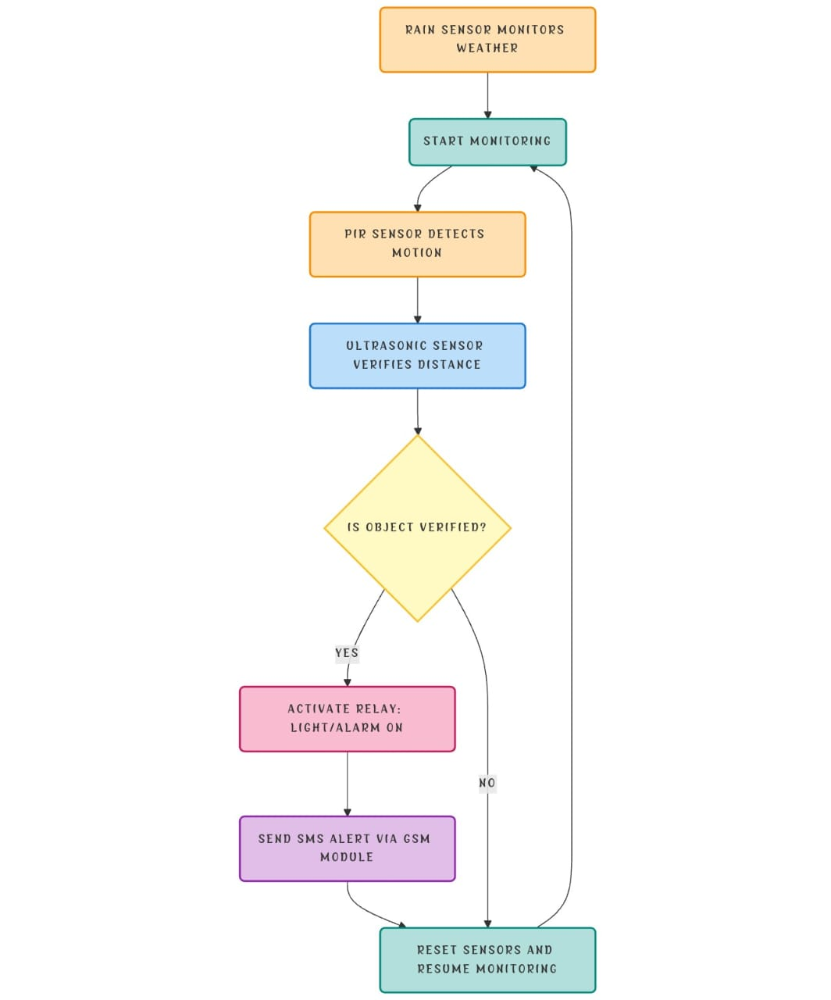 RAIN SENSOR MONITORS
WEATHER
START MONITORING
PIR SENSOR DETECTS
MOTION
ULTRASONIC SENSOR
VERIFIES DISTANCE
IS OBJECT VERIFIED?
YES
ACTIVATE RELAY:
LIGHT/ALARM ON
NO
SEND SMS ALERT VIA GSM
MODULE
RESET SENSORS AND
RESUME MONITORING